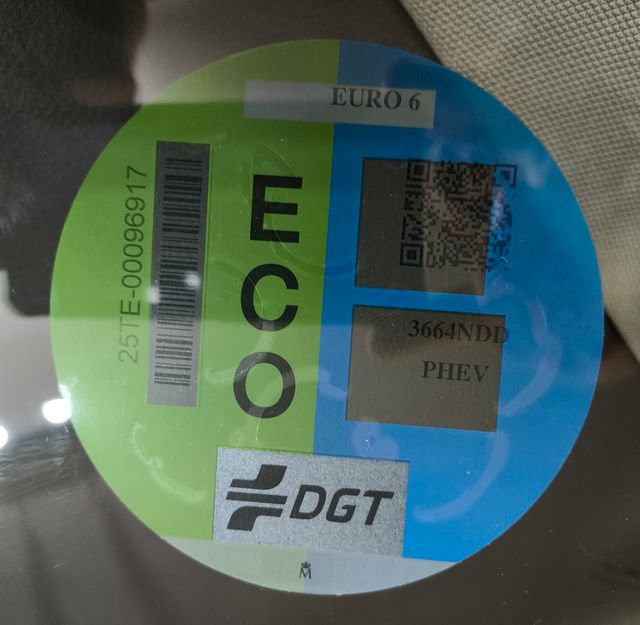 EURO 6
25TE-00096917
ECO
3664NDD
PHEV
DGT
M